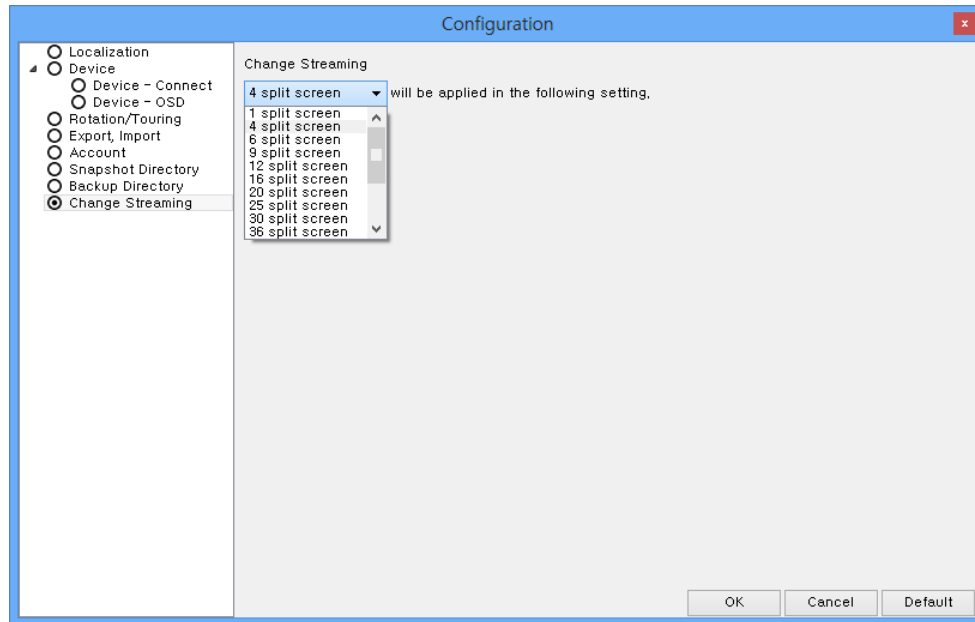 Configuration
x
Localization
Device
Device - Connect
Device - OSD
Rotation/Touring
Export, Import
Account
Snapshot Directory
Backup Directory
Change Streaming
Change Streaming
4 split screen will be applied in the following setting,
1 split screen
4 split screen
6 split screen
9 split screen
12 split screen
16 split screen
20 split screen
25 split screen
30 split screen
36 split screen
OK Cancel Default